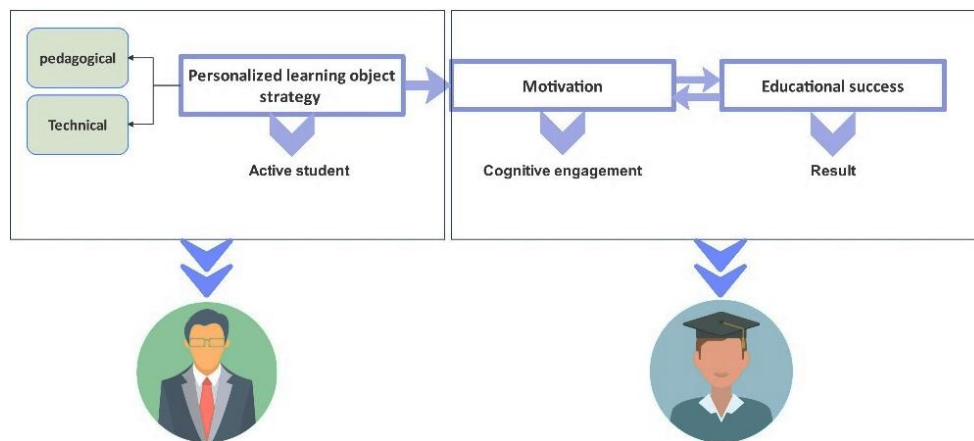 pedagogical
Technical
Personalized learning object
strategy
Active student
Motivation
Cognitive engagement
Educational success
Result